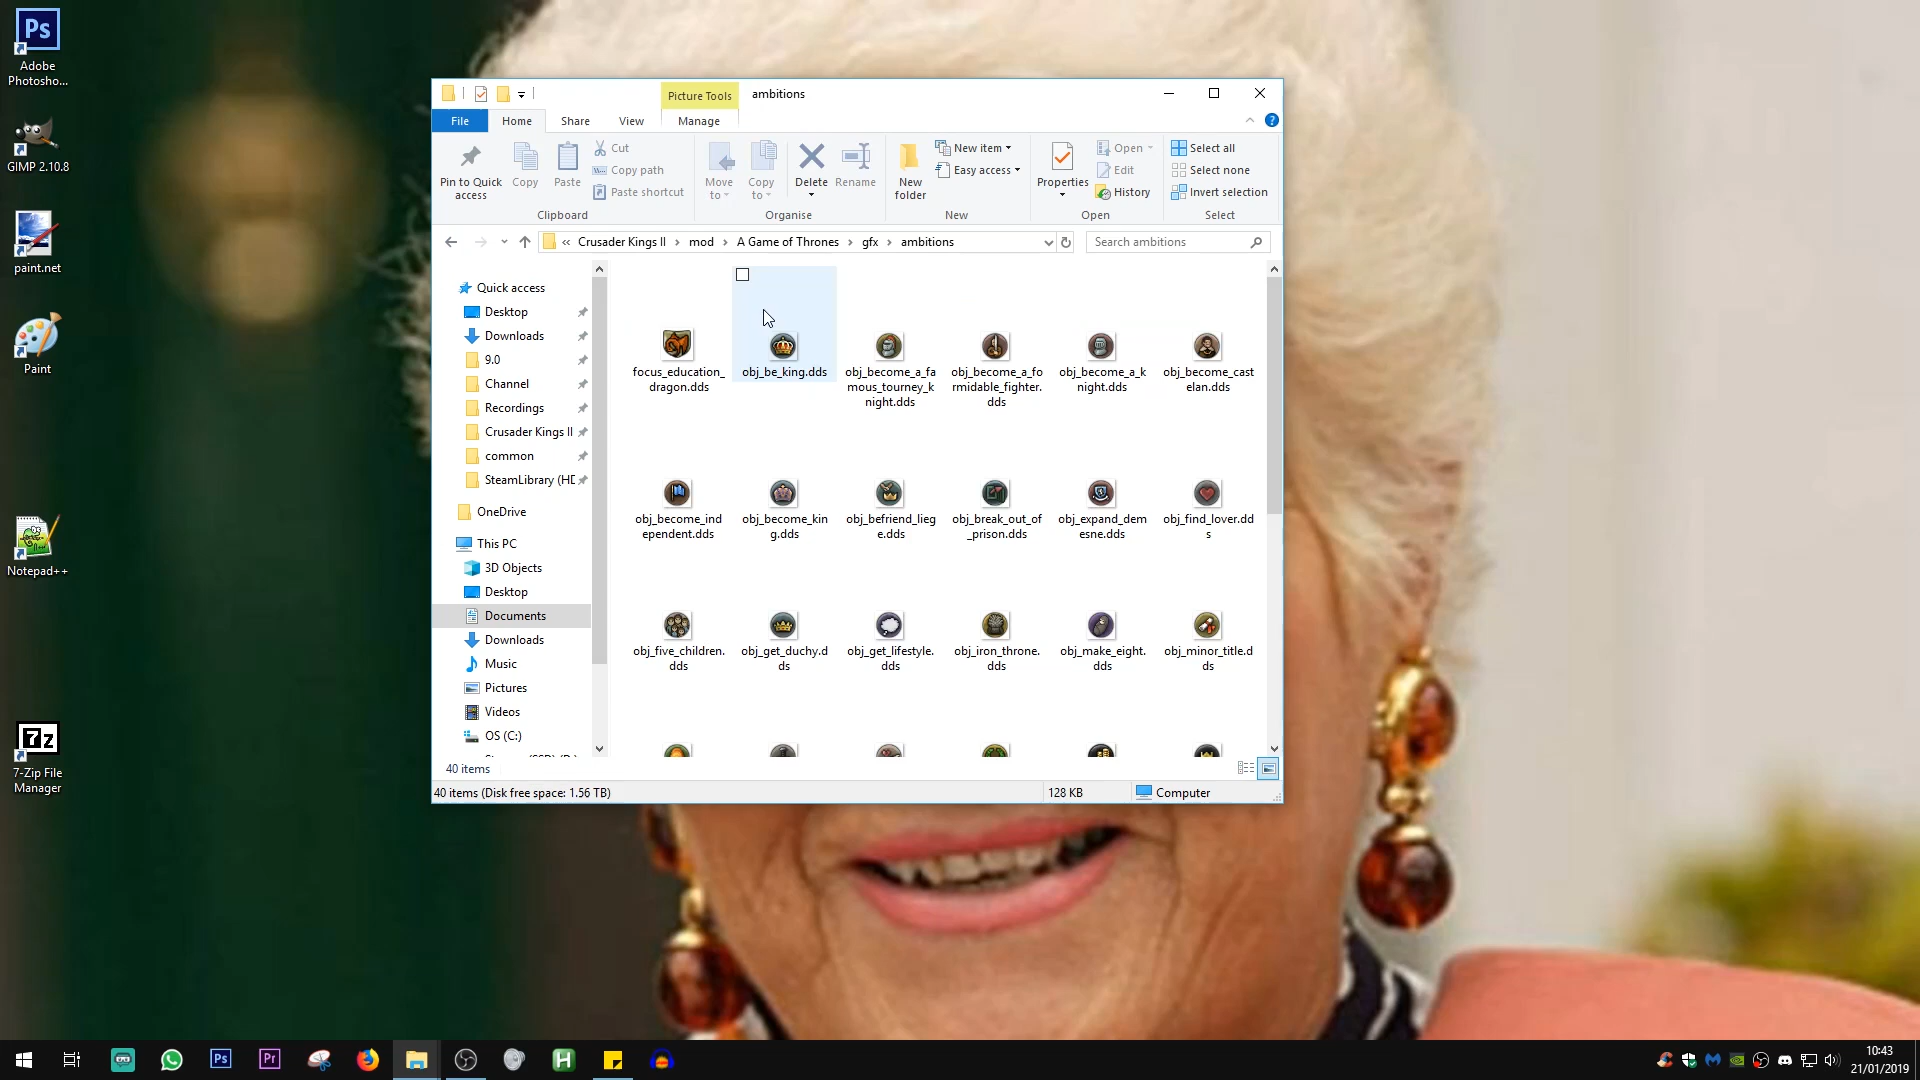 Ps
Adobe
Photosho...
GIMP 2.10.8
paint.net
Paint
Notepad++
7z
7-Zip File
Manager
Picture Tools
ambitions
File
Home
Share
View
Manage
Pin to Quick
access
Copy
Paste
Cut
Copy path
Paste shortcut
Clipboard
Move
to
Copy
to
Delete
Rename
Organise
New
folder
New item
Easy access
New
Properties
Open
Edit
History
Open
Select all
Select none
Invert selection
Select
« Crusader Kings II > mod > A Game of Thrones > gfx > ambitions
Search ambitions
Quick access
Desktop
Downloads
9.0
Channel
Recordings
Crusader Kings II
common
SteamLibrary (HD
OneDrive
This PC
3D Objects
Desktop
Documents
Downloads
Music
Pictures
Videos
OS (C:)
focus_education_
dragon.dds
obj_be_king.dds
obj_become_a_fa
mous_tourney_k
night.dds
obj_become_a_fo
rmidable_fighter.
dds
obj_become_a_k
night.dds
obj_become_cast
elan.dds
obj_become_ind
ependent.dds
obj_become_kin
g.dds
obj_befriend_lieg
e.dds
obj_break_out_of
_prison.dds
obj_expand_dem
esne.dds
obj_find_lover.dd
s
obj_five_children.
dds
obj_get_duchy.d
ds
obj_get_lifestyle.
dds
obj_iron_throne.
dds
obj_make_eight.
dds
obj_minor_title.d
ds
40 items
40 items (Disk free space: 1.56 TB)
128 KB
Computer
Ps
Pr
H
10:43
21/01/2019